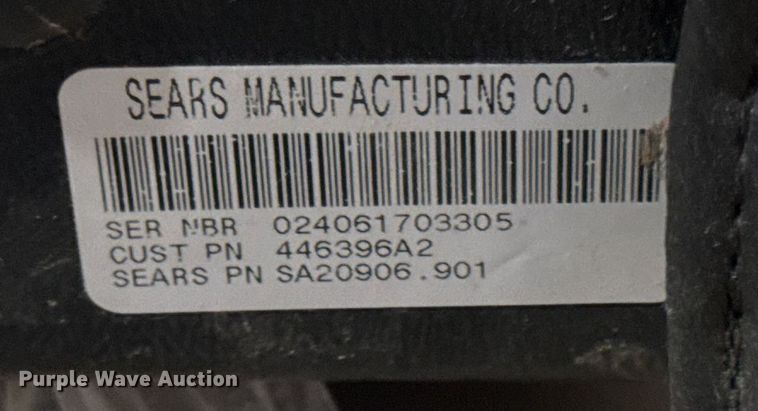 SEARS MANUFACTURING CO.
SER NBR 024061703305
CUST PN 446396A2
SEARS PN SA20906.901
Purple Wave Auction